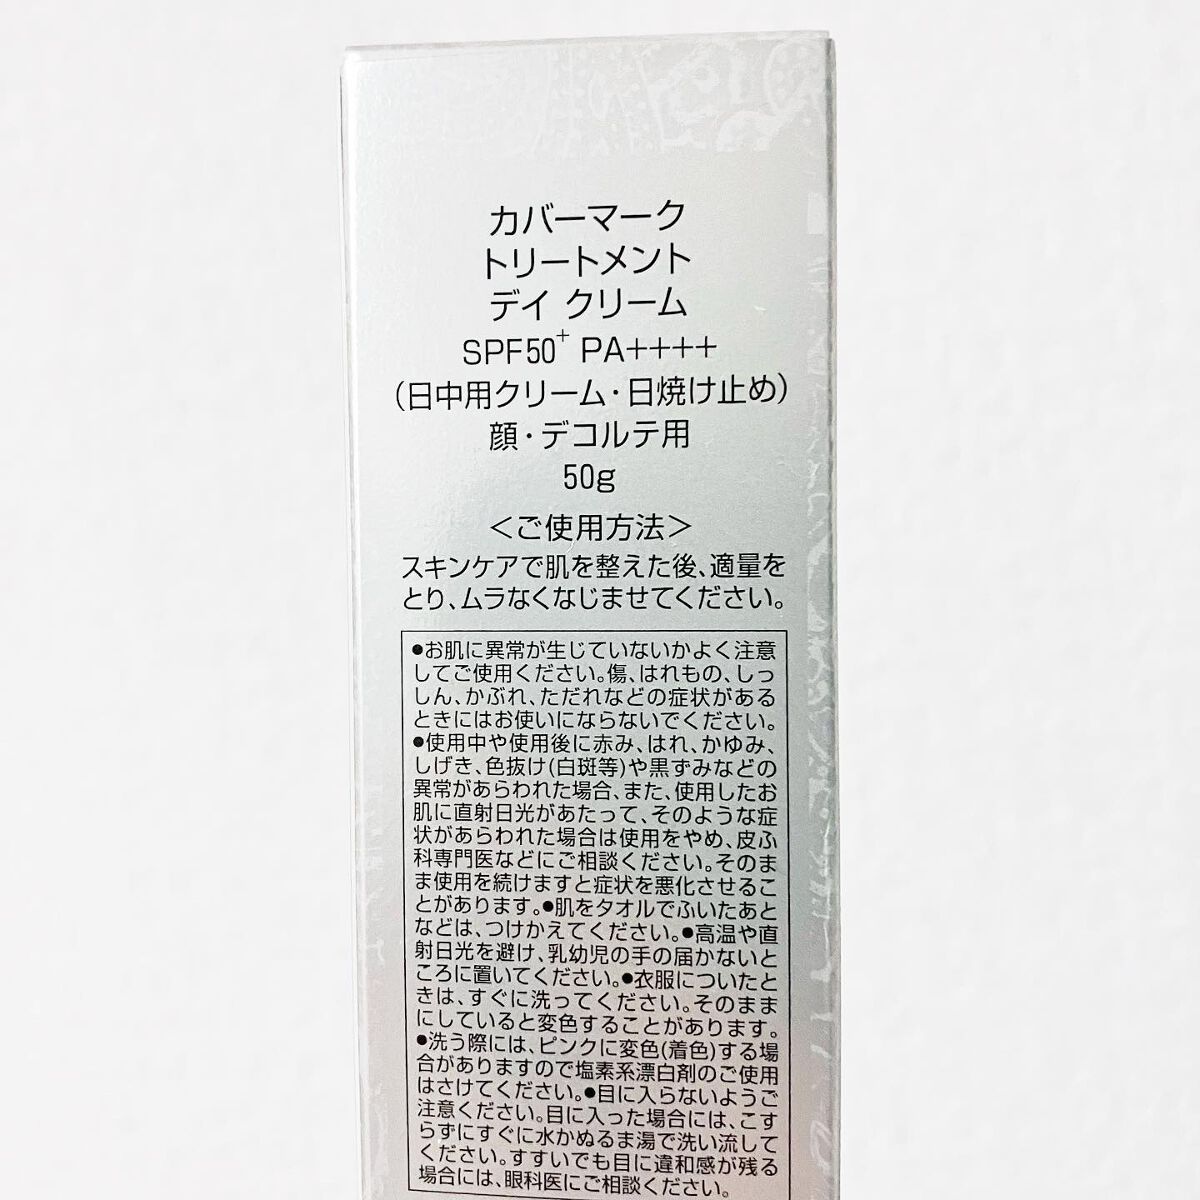 カバーマーク
トリートメント
デイ クリーム
SPF50+ PA++++
(日中用クリーム・日焼け止め)
顔・デコルテ用
50g
＜ご使用方法＞
スキンケアで肌を整えた後、適量を
とり、ムラなくなじませてください。
●お肌に異常が生じていないかよく注意
してご使用ください。傷、はれもの、しっ
しん、かぶれ、ただれなどの症状がある
ときにはお使いにならないでください。
●使用中や使用後に赤み、はれ、かゆみ、
しげき、色抜け(白斑等)や黒ずみなどの
異常があらわれた場合、また、使用したお
肌に直射日光があたって、そのような症
状があらわれた場合は使用をやめ、皮ふ
科専門医などにご相談ください。そのま
ま使用を続けますと症状を悪化させるこ
とがあります。●肌をタオルでふいたあと
などは、つけかえてください。●高温や直
射日光を避け、乳幼児の手の届かないと
ころに置いてください。●衣服についたと
きは、すぐに洗ってください。そのまま
にしていると変色することがあります。
●洗う際には、ピンクに変色(着色)する場
合がありますので塩素系漂白剤のご使用
はさけてください。●目に入らないようご
注意ください。目に入った場合には、こす
らずにすぐに水かぬるま湯で洗い流して
ください。すすいでも目に違和感が残る
場合には、眼科医にご相談ください。